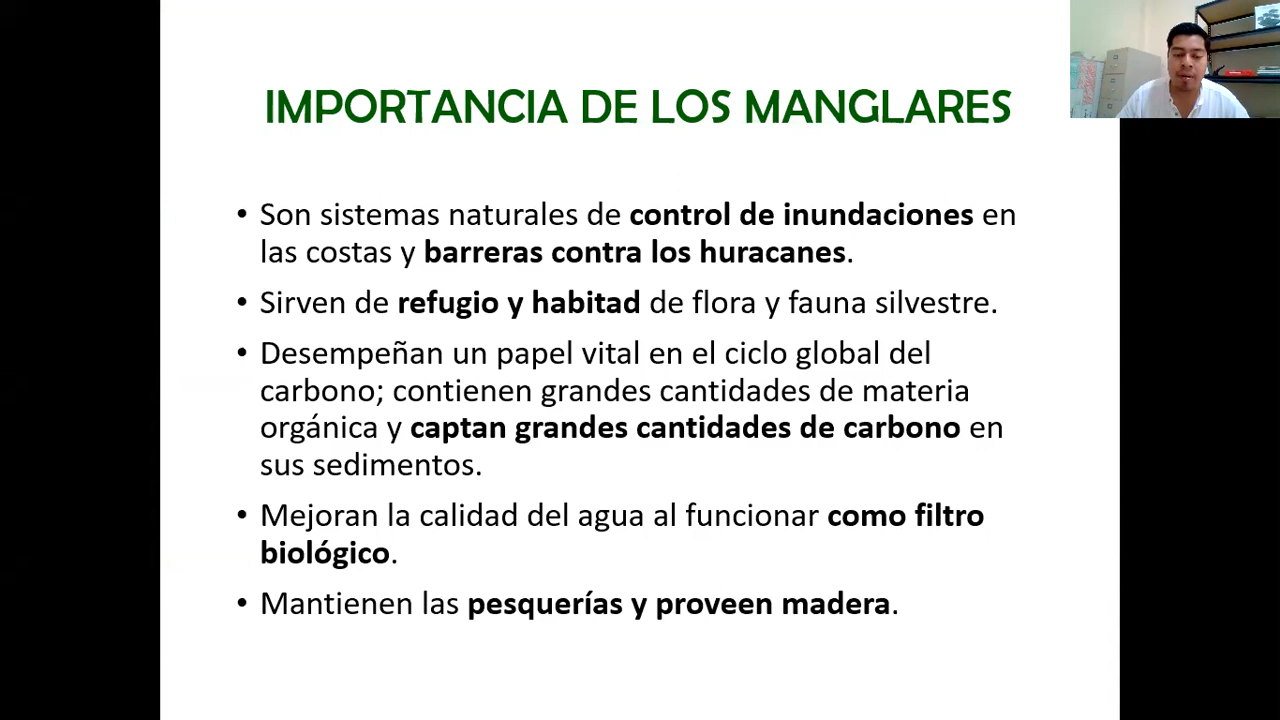 IMPORTANCIA DE LOS MANGLARES
• Son sistemas naturales de control de inundaciones en
las costas y barreras contra los huracanes.
• Sirven de refugio y habitad de flora y fauna silvestre.
• Desempeñan un papel vital en el ciclo global del
carbono; contienen grandes cantidades de materia
orgánica y captan grandes cantidades de carbono en
sus sedimentos.
• Mejoran la calidad del agua al funcionar como filtro
biológico.
• Mantienen las pesquerías y proveen madera.